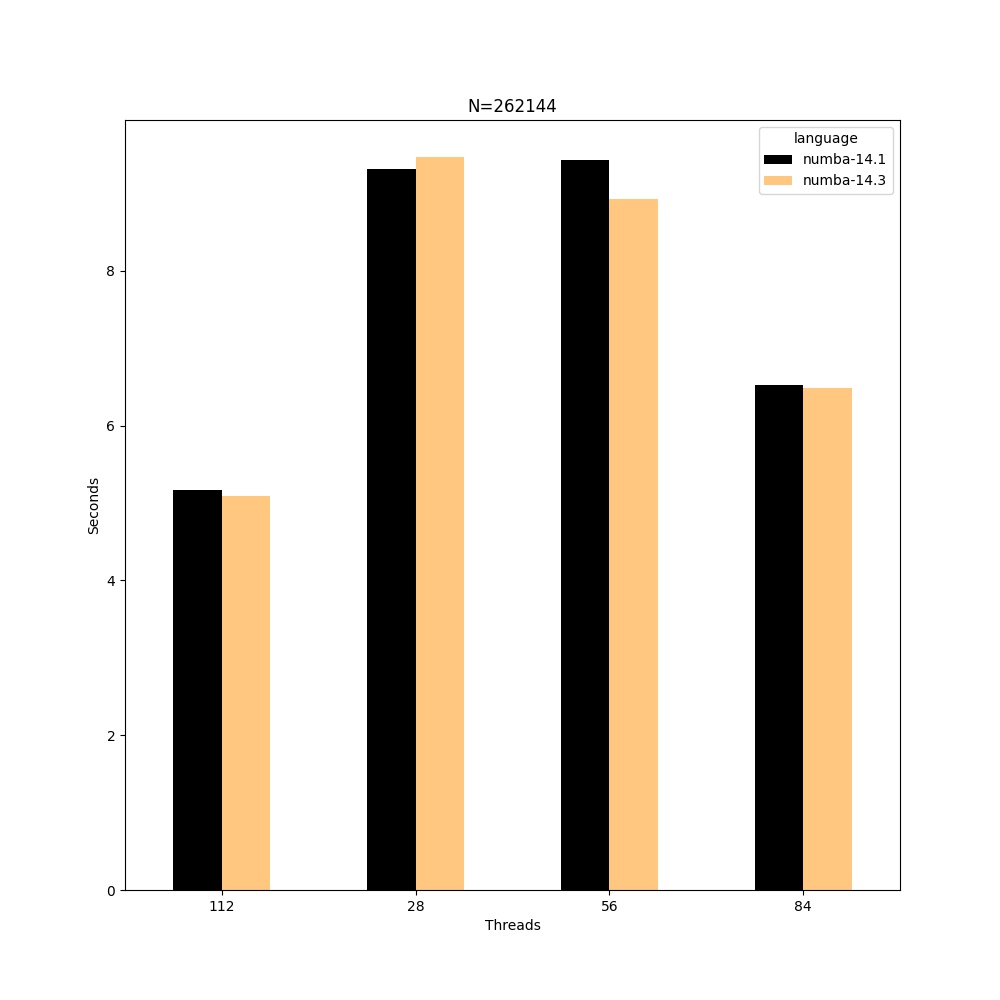 N=262144
language
numba-14.1
numba-14.3
8
6
4
2
0
Seconds
112 28 56 84
Threads